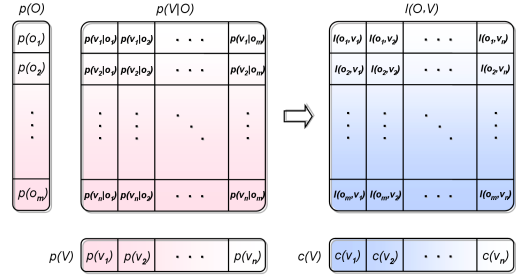 p(O) p(V|O) I(O,V)
p(o₁) p(v₁|o₁) p(v₁|o₂) · · · p(v₁|oₘ) I(o₁,v₁) I(o₁,v₂) · · · I(o₁,vₙ)
p(o₂) p(v₂|o₁) p(v₂|o₂) · · · p(v₂|oₘ) I(o₂,v₁) I(o₂,v₂) · · · I(o₂,vₙ)
p(oₘ) p(vₙ|o₁) p(vₙ|o₂) · · · p(vₙ|oₘ) I(oₘ,v₁) I(oₘ,v₂) · · · I(oₘ,vₙ)
p(V) p(v₁) p(v₂) · · · p(vₙ) c(V) c(v₁) c(v₂) · · · c(vₙ)